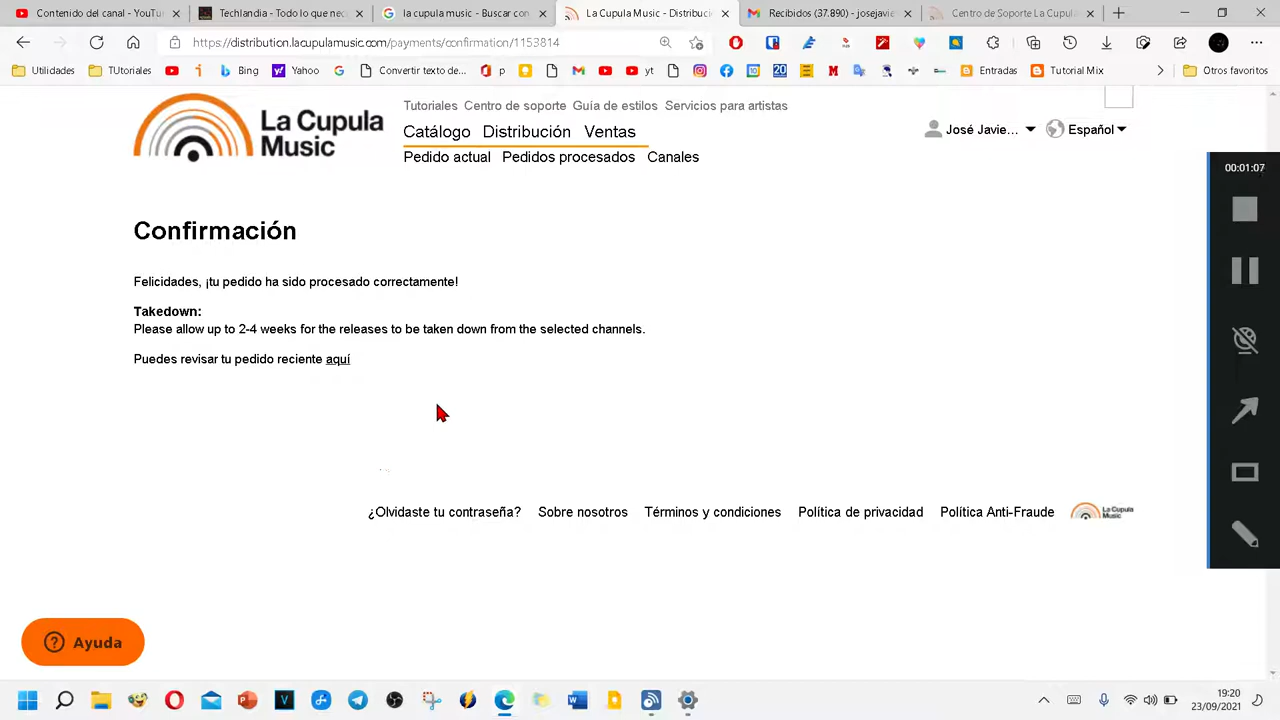 Contenido del canal - YouTu
Techlandia - Todo lo que nec
la cupula music - Buscar con
La Cupula Music - Distribuci
Recibidos (37.890) - josejavie
Centro de Soporte La Cupul
https://distribution.lacupulamusic.com/payments/confirmation/1153814
Utilidades
TUtoriales
Bing
Yahoo
Convertir texto de...
p
yt
Entradas
Tutorial Mix
Otros favoritos
La Cupula
Music
Tutoriales Centro de soporte Guía de estilos Servicios para artistas
Catálogo Distribución Ventas
José Javie...
Español
Pedido actual Pedidos procesados Canales
00:01:07
Confirmación
Felicidades, ¡tu pedido ha sido procesado correctamente!
Takedown:
Please allow up to 2-4 weeks for the releases to be taken down from the selected channels.
Puedes revisar tu pedido reciente aquí
¿Olvidaste tu contraseña? Sobre nosotros Términos y condiciones Política de privacidad Política Anti-Fraude
La Cupula
Music
Ayuda
19:20
23/09/2021